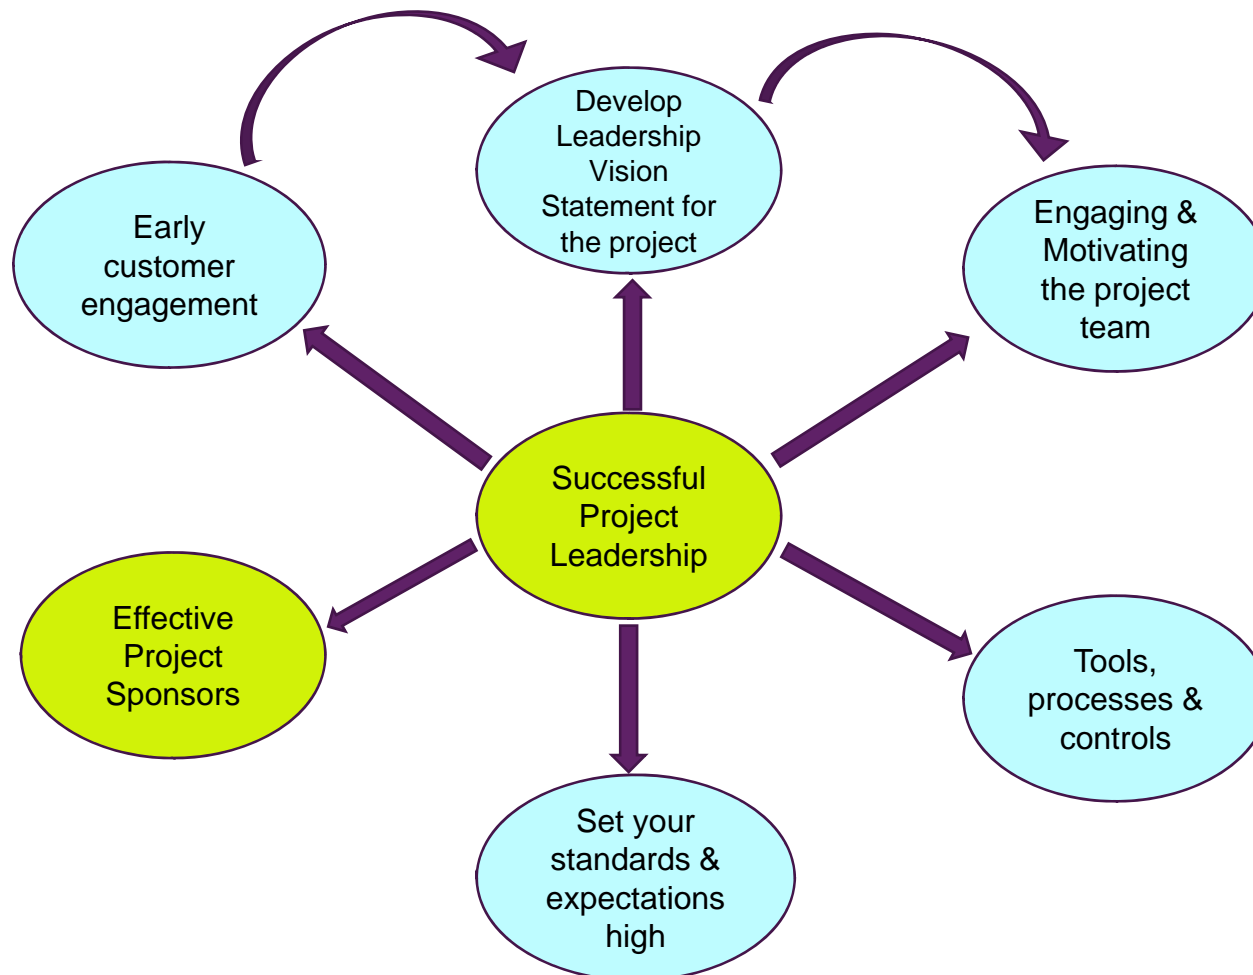 Develop
Leadership
Vision
Statement for
the project
Early
customer
engagement
Engaging &
Motivating
the project
team
Successful
Project
Leadership
Effective
Project
Sponsors
Tools,
processes &
controls
Set your
standards &
expectations
high